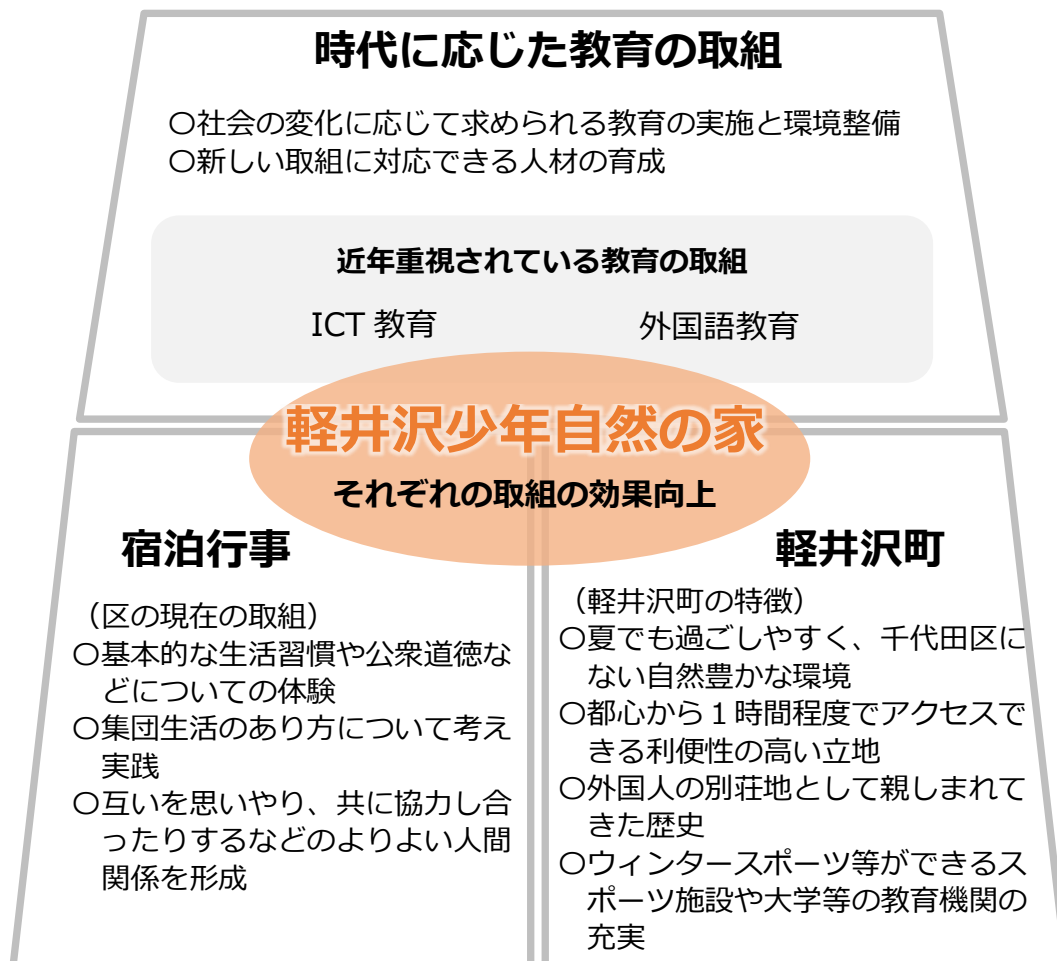 時代に応じた教育の取組
〇社会の変化に応じて求められる教育の実施と環境整備
〇新しい取組に対応できる人材の育成
近年重視されている教育の取組
ICT 教育
外国語教育
軽井沢少年自然の家
それぞれの取組の効果向上
宿泊行事
（区の現在の取組）
〇基本的な生活習慣や公衆道徳な
どについての体験
〇集団生活のあり方について考え
実践
〇互いを思いやり、共に協力し合
ったりするなどのよりよい人間
関係を形成
軽井沢町
（軽井沢町の特徴）
〇夏でも過ごしやすく、千代田区に
ない自然豊かな環境
〇都心から１時間程度でアクセスで
きる利便性の高い立地
〇外国人の別荘地として親しまれて
きた歴史
〇ウィンタースポーツ等ができるス
ポーツ施設や大学等の教育機関の
充実